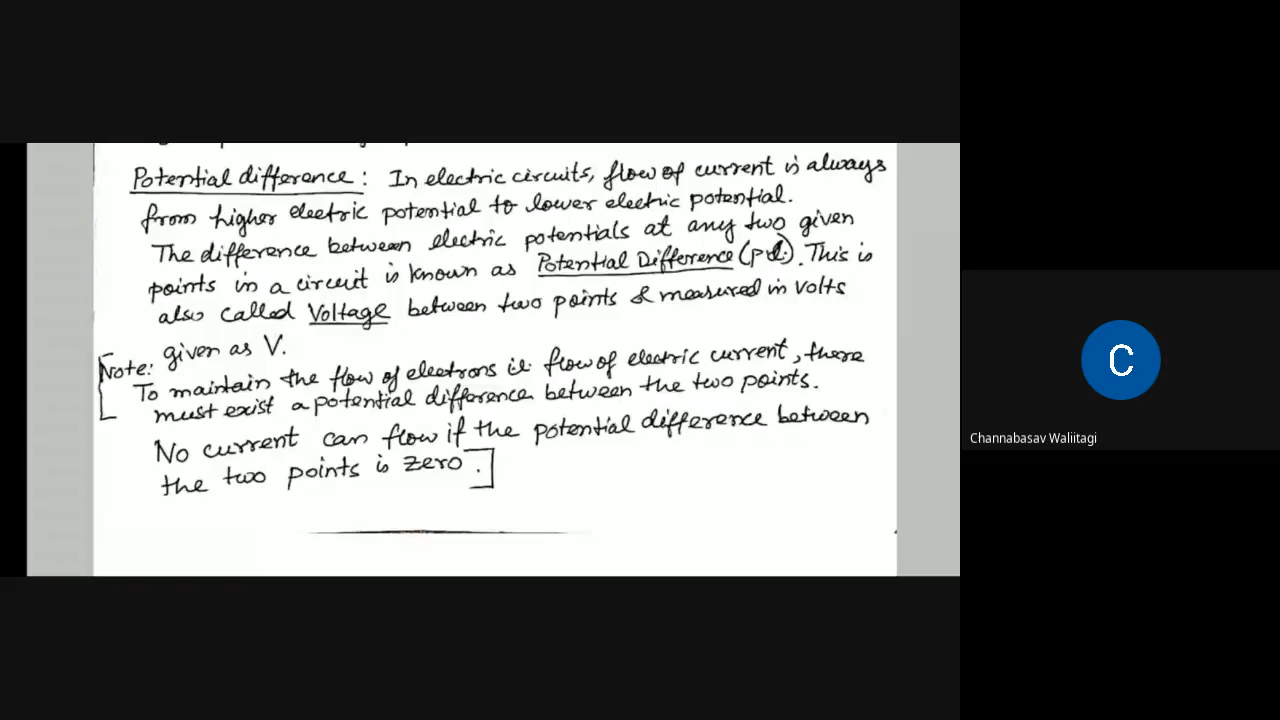 Potential difference: In electric circuits, flow of current is always
from higher electric potential to lower electric potential.
The difference between electric potentials at any two given
points in a circuit is known as Potential Difference (pd.). This is
also called Voltage between two points & measured in volts
given as V.
[Note:
To maintain the flow of electrons ie. flow of electric current, there
must exist a potential difference between the two points.
No current can flow if the potential difference between
the two points is zero.]
C
Channabasav Waliitagi